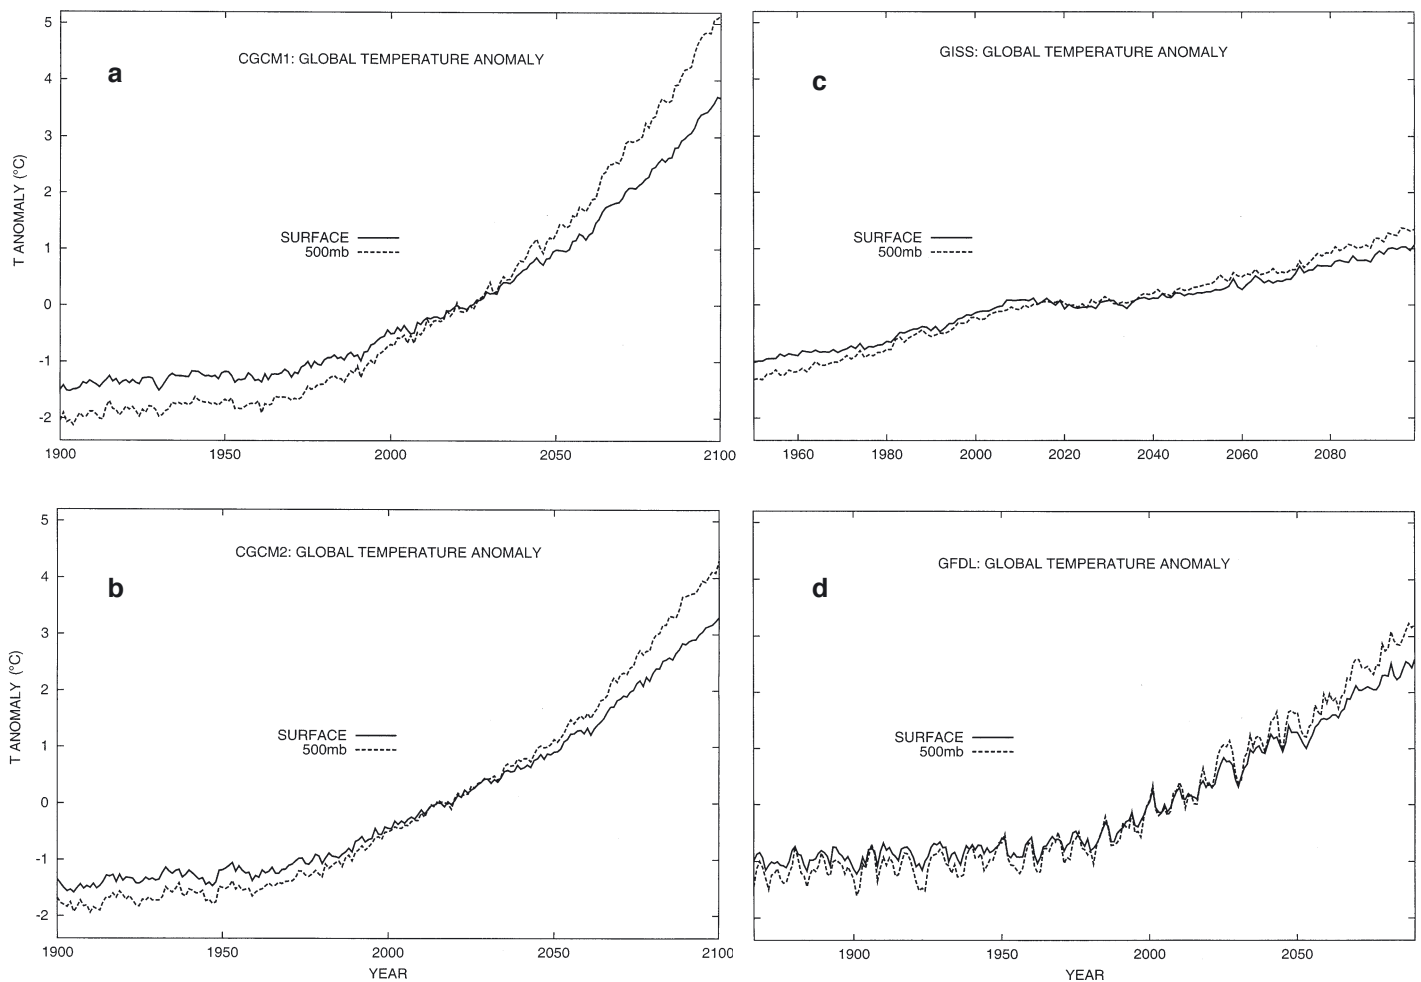 CGCM1: GLOBAL TEMPERATURE ANOMALY
a
5
4
3
2
1
0
-1
-2
T ANOMALY (°C)
SURFACE
500mb
1900 1950 2000 2050 2100
GISS: GLOBAL TEMPERATURE ANOMALY
c
SURFACE
500mb
1960 1980 2000 2020 2040 2060 2080
CGCM2: GLOBAL TEMPERATURE ANOMALY
b
5
4
3
2
1
0
-1
-2
T ANOMALY (°C)
SURFACE
500mb
1900 1950 2000 2050 2100
YEAR
GFDL: GLOBAL TEMPERATURE ANOMALY
d
SURFACE
500mb
1900 1950 2000 2050
YEAR